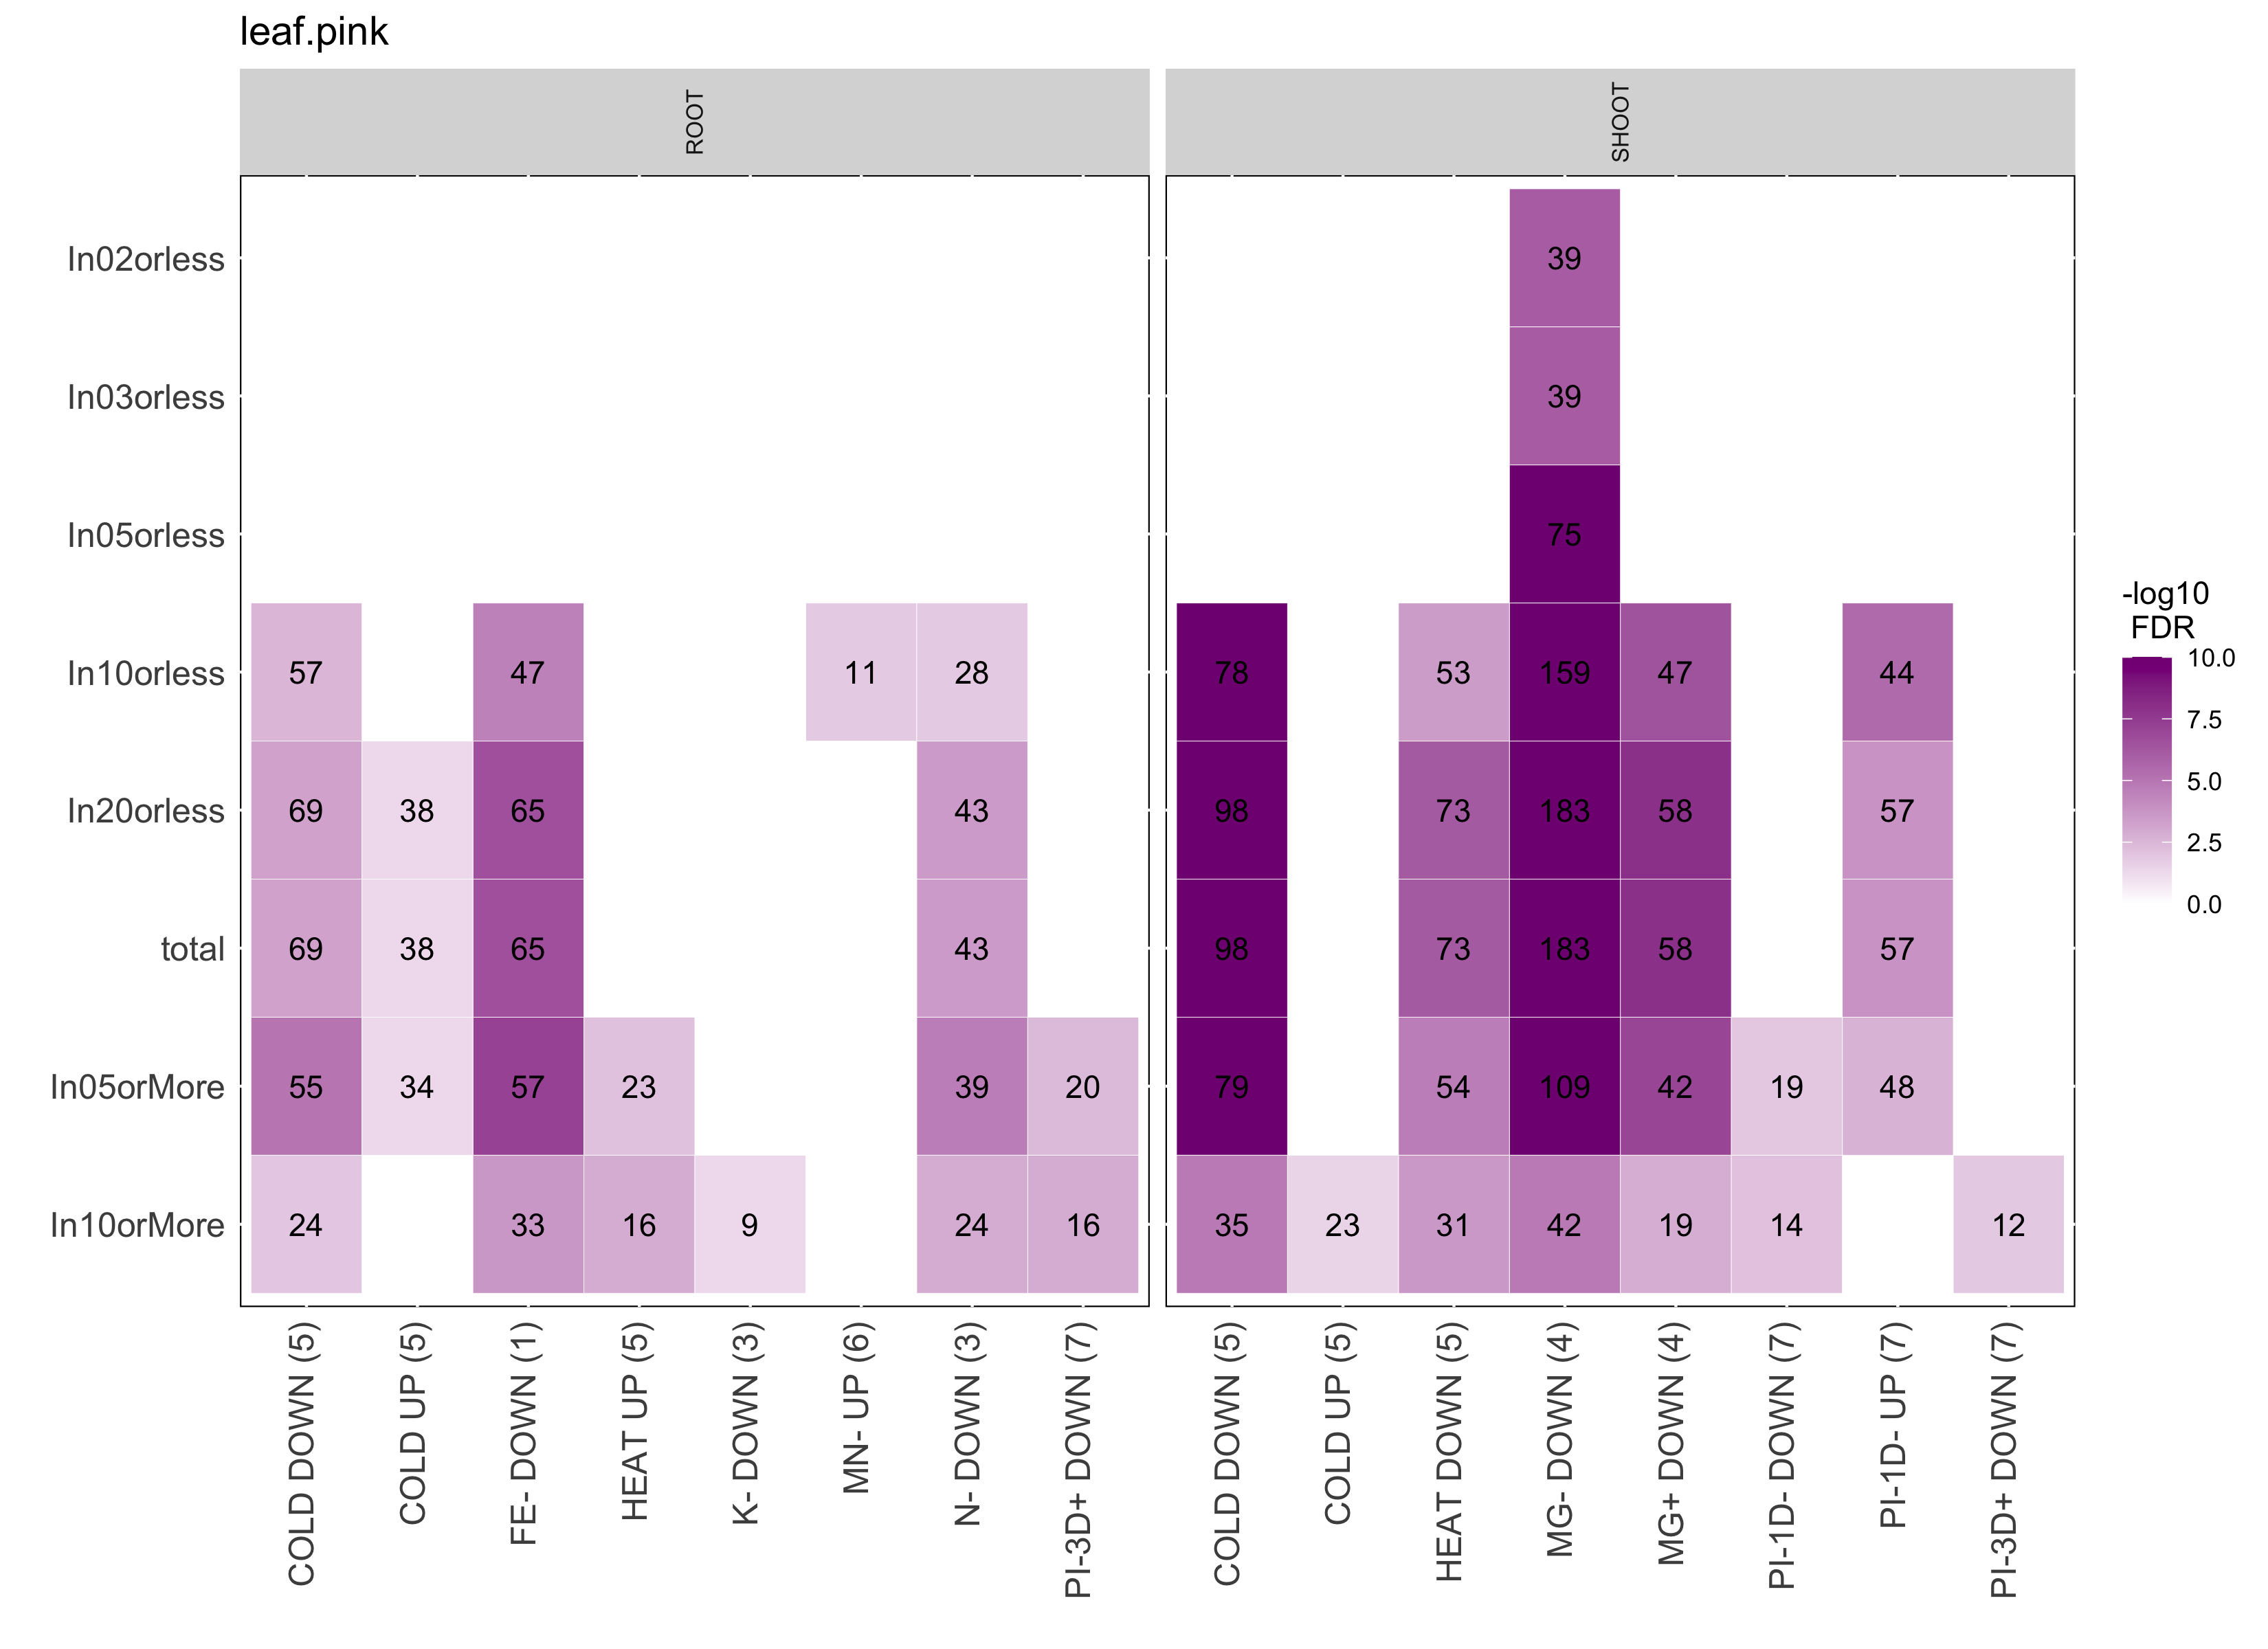 leaf.pink
ROOT
SHOOT
In02orless
39
In03orless
39
In05orless
75
In10orless
57 47 11 28 78 53 159 47 44
In20orless
69 38 65 43 98 73 183 58 57
total
69 38 65 43 98 73 183 58 57
In05orMore
55 34 57 23 39 20 79 54 109 42 19 48
In10orMore
24 33 16 9 24 16 35 23 31 42 19 14 12
COLD DOWN (5)
COLD UP (5)
FE- DOWN (1)
HEAT UP (5)
K- DOWN (3)
MN- UP (6)
N- DOWN (3)
PI-3D+ DOWN (7)
COLD DOWN (5)
COLD UP (5)
HEAT DOWN (5)
MG- DOWN (4)
MG+ DOWN (4)
PI-1D- DOWN (7)
PI-1D- UP (7)
PI-3D+ DOWN (7)
-log10
FDR
10.0
7.5
5.0
2.5
0.0